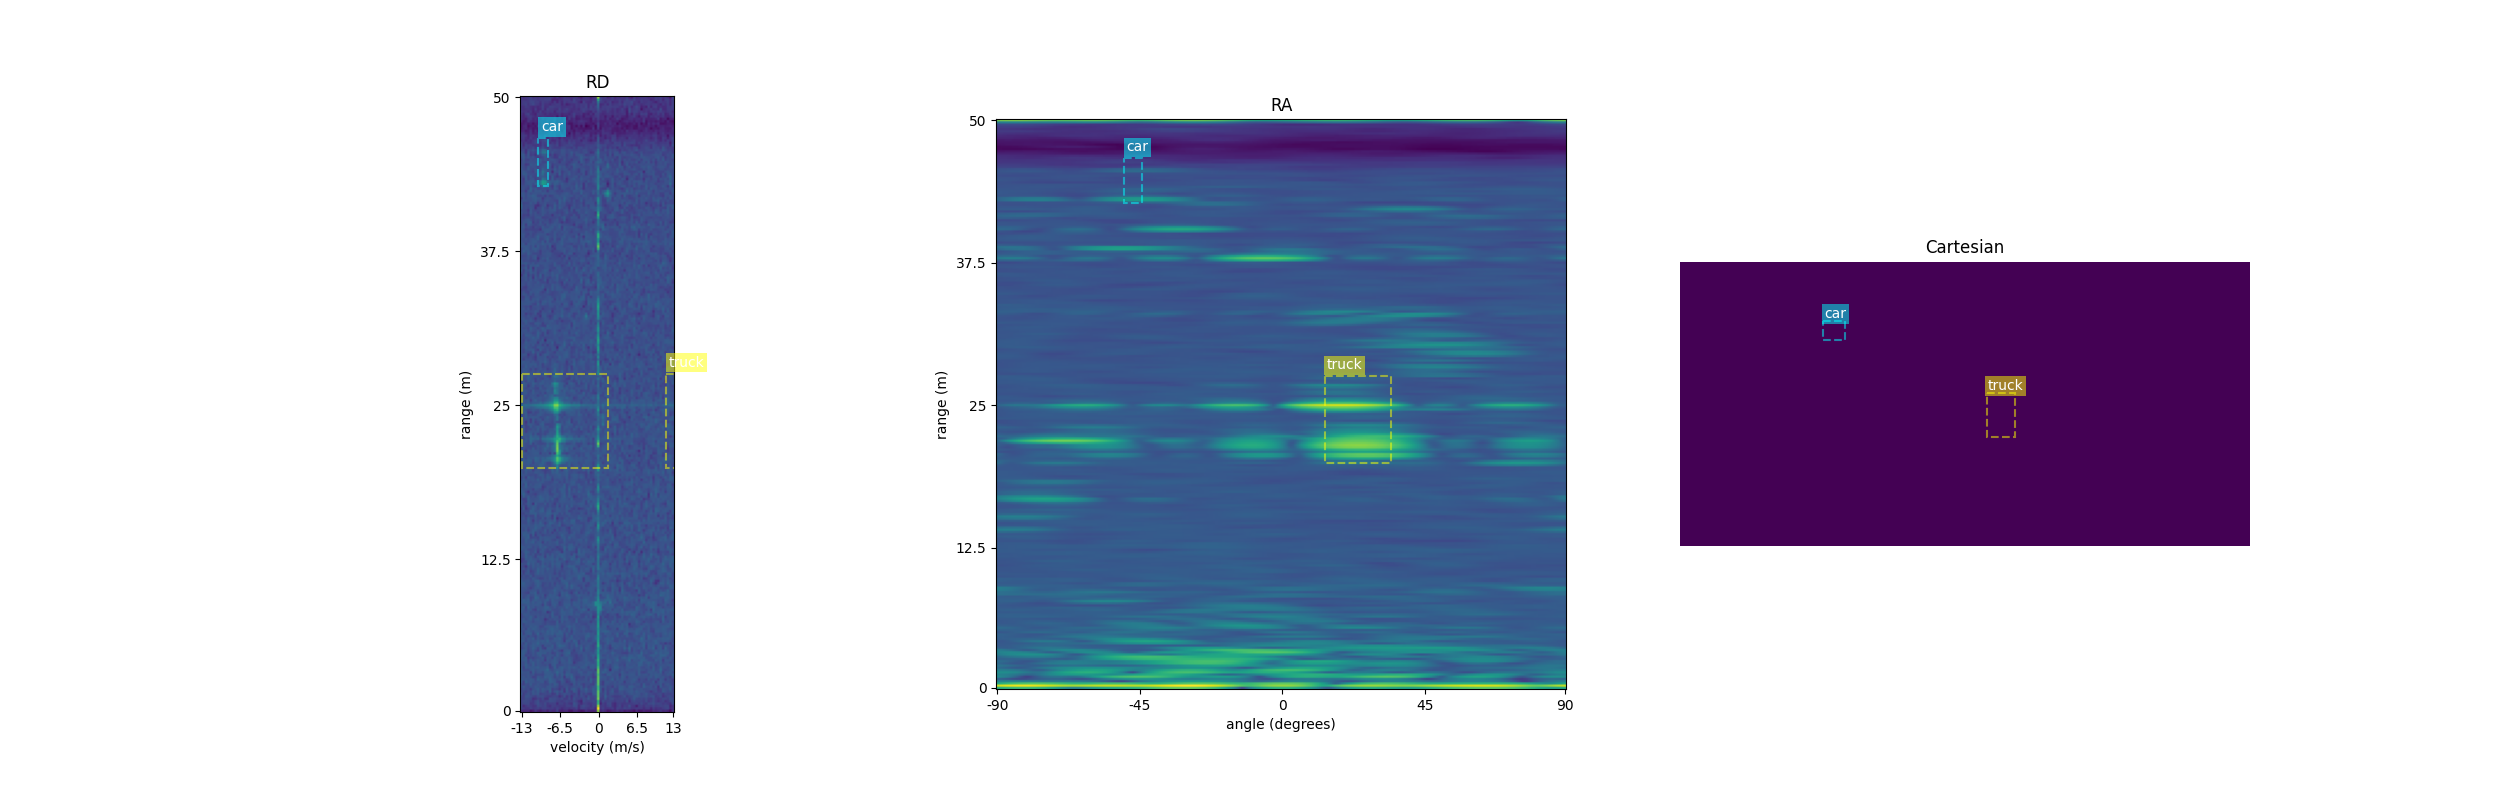 RD
50
37.5
25
12.5
0
range (m)
-13 -6.5 0 6.5 13
velocity (m/s)
car
truck
RA
50
37.5
25
12.5
0
range (m)
-90 -45 0 45 90
angle (degrees)
car
truck
Cartesian
car
truck